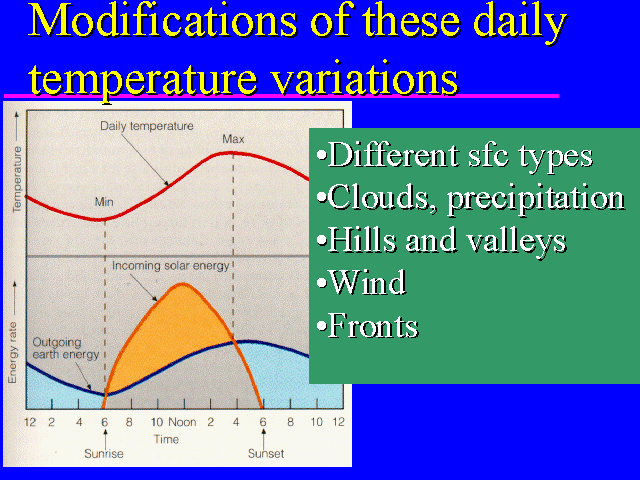 Modifications of these daily
temperature variations
Temperature
Daily temperature
Max
Min
•Different sfc types
•Clouds, precipitation
•Hills and valleys
•Wind
•Fronts
Energy rate
Incoming solar energy
Outgoing
earth energy
12 2 4 6 8 10 Noon 2 4 6 8 10 12
Time
Sunrise
Sunset